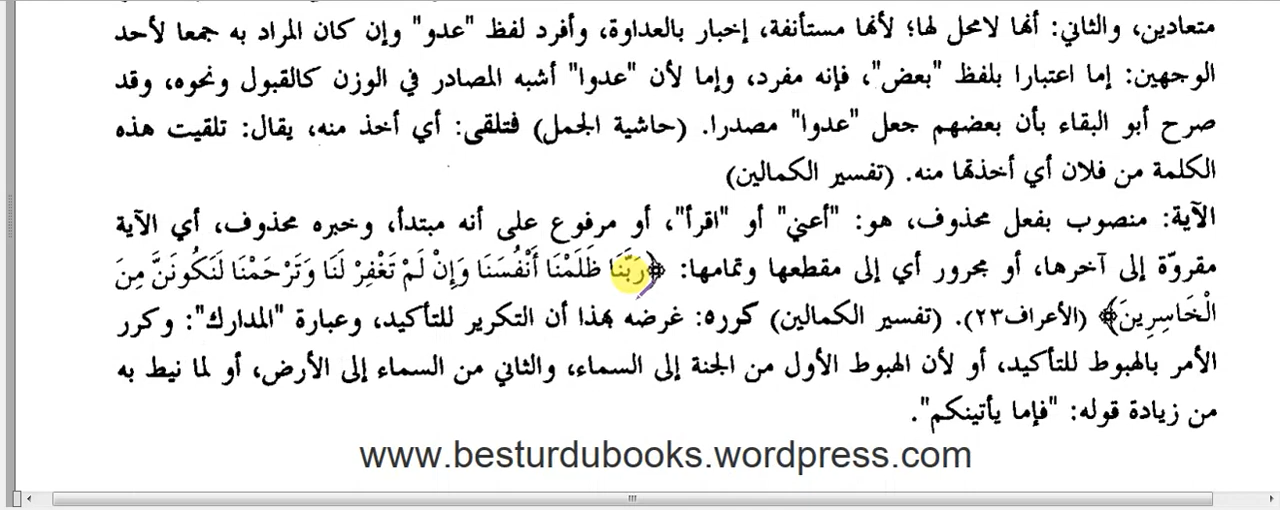 متعادين، والثاني: أنها لامحل لها؛ لأنها مستأنفة، إخبار بالعداوة، وأفرد لفظ "عدو" وإن كان المراد به جمعا لأحد
الوجهين: إما اعتبارا بلفظ "بعض"، فإنه مفرد، وإما لأن "عدوا" أشبه المصادر في الوزن كالقبول ونحوه، وقد
صرح أبو البقاء بأن بعضهم جعل "عدوا" مصدرا. (حاشية الجمل) فتلقى: أي أخذ منه، يقال: تلقيت هذه
الكلمة من فلان أي أخذتها منه. (تفسير الكمالين)
الآية: منصوب بفعل محذوف، هو: "أعني" أو "اقرأ"، أو مرفوع على أنه مبتدأ، وخبره محذوف، أي الآية
مقروّة إلى آخرها، أو مجرور أي إلى مقطعها وتمامها: ﴿رَبَّنَا ظَلَمْنَا أَنْفُسَنَا وَإِنْ لَمْ تَغْفِرْ لَنَا وَتَرْحَمْنَا لَنَكُونَنَّ مِنَ
الْخَاسِرِينَ﴾ (الأعراف٢٣). (تفسير الكمالين) كرره: غرضه بهذا أن التكرير للتأكيد، وعبارة "المدارك": وكرر
الأمر بالهبوط للتأكيد، أو لأن الهبوط الأول من الجنة إلى السماء، والثاني من السماء إلى الأرض، أو لما نيط به
من زيادة قوله: "فإما يأتينكم".
www.besturdubooks.wordpress.com